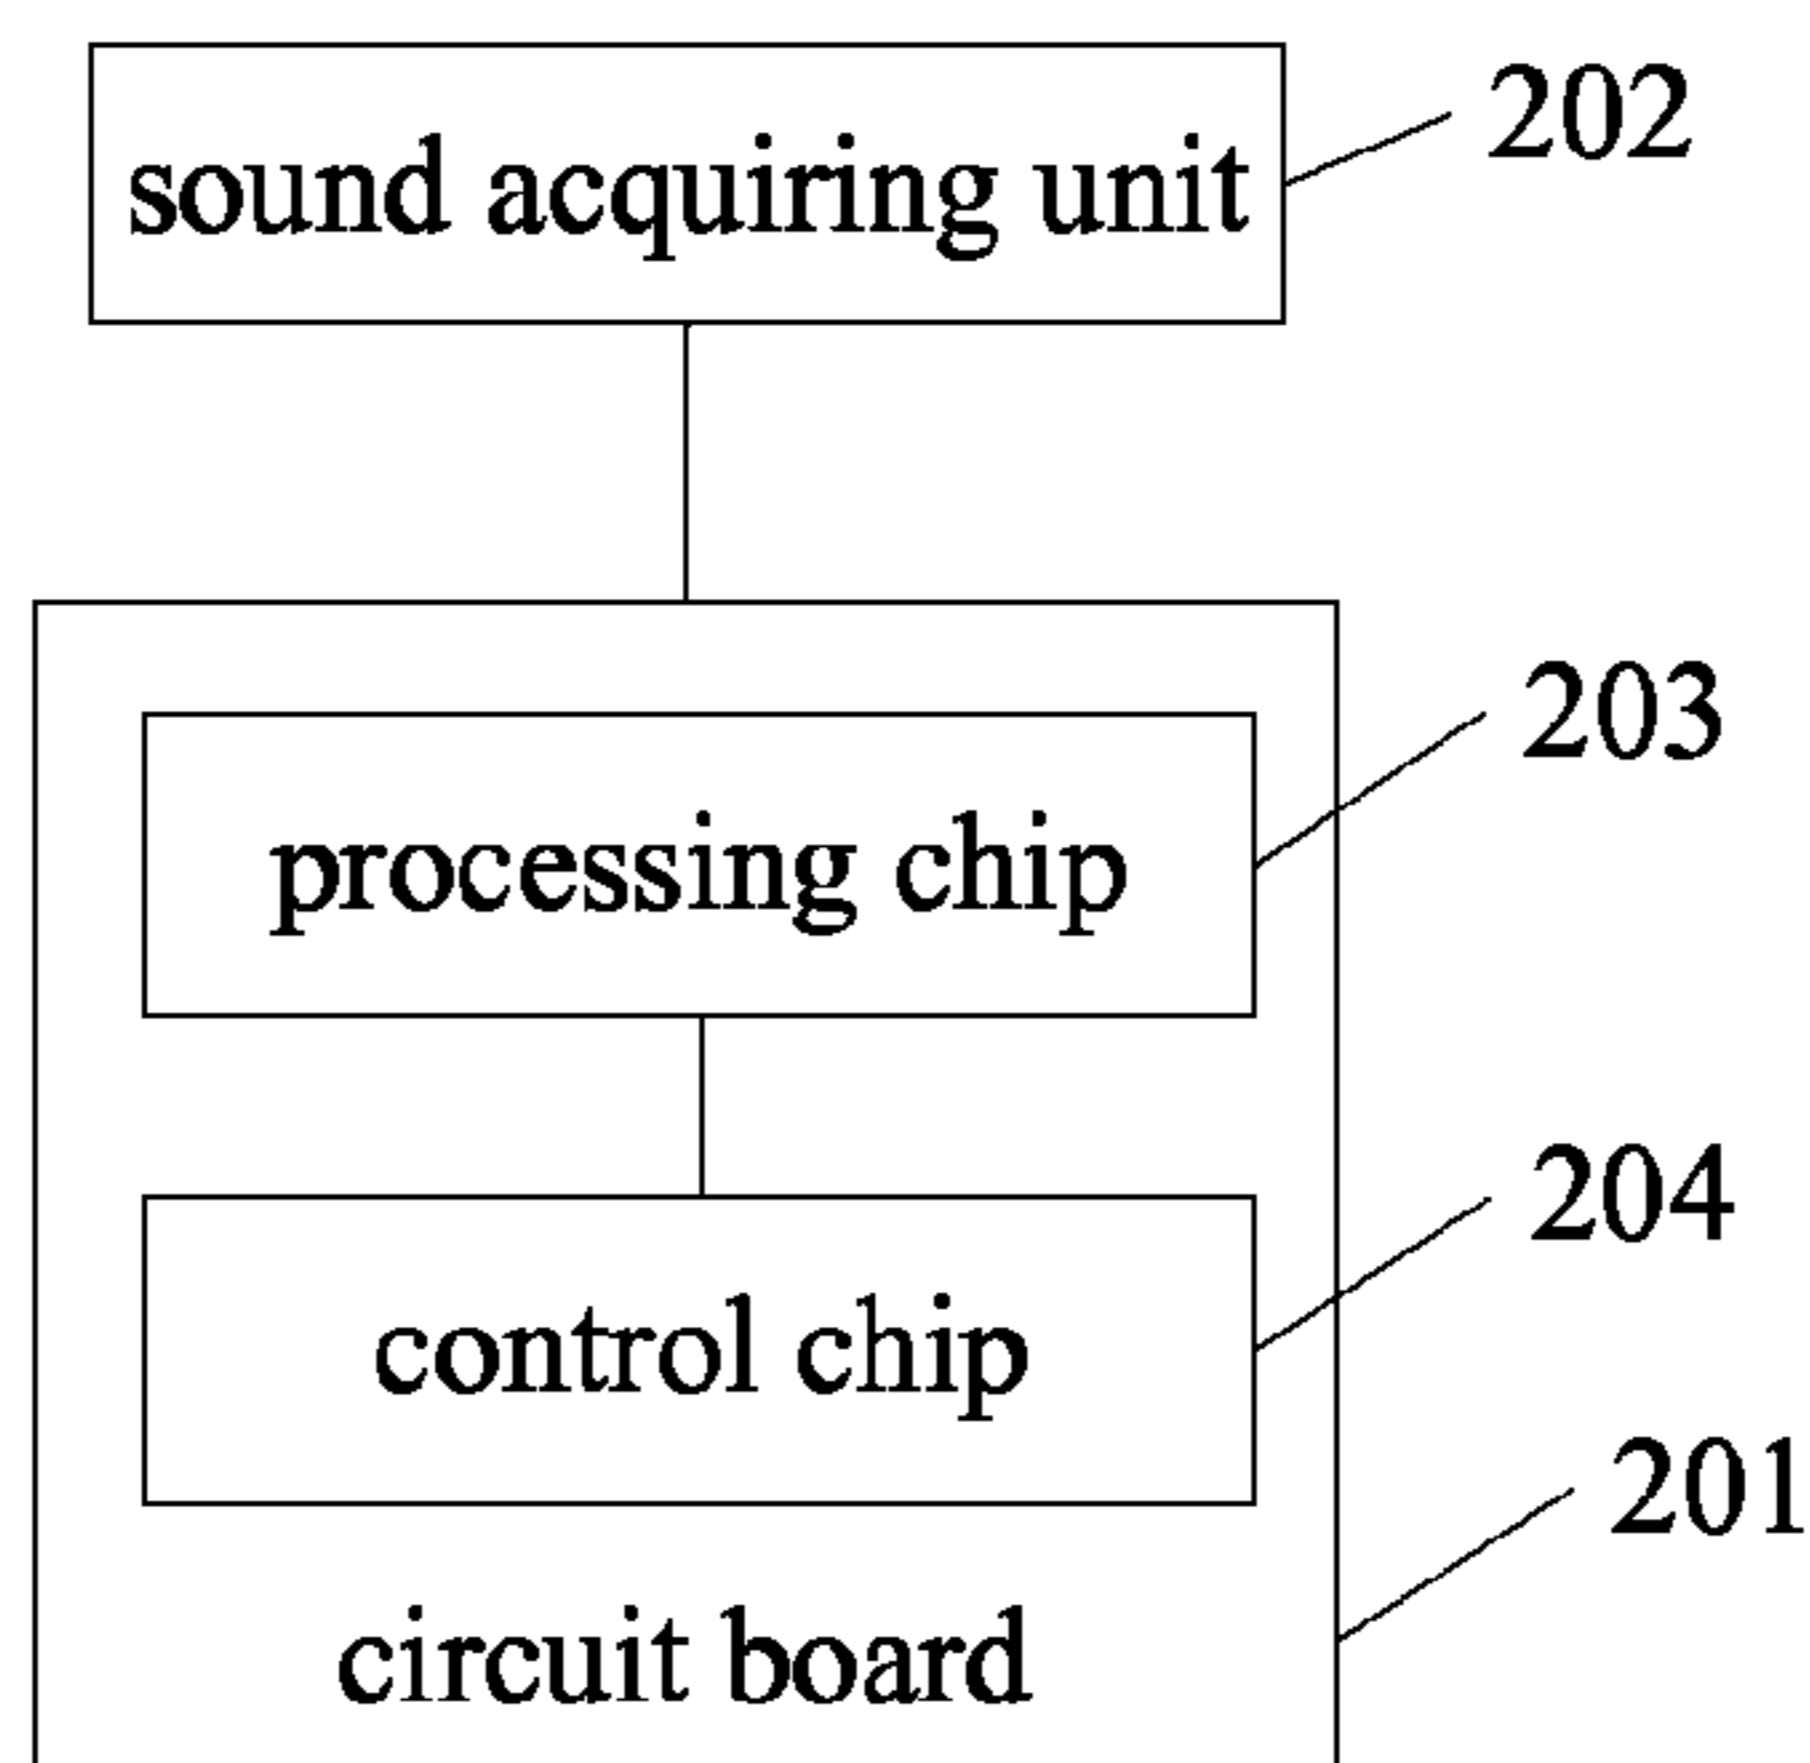 sound acquiring unit
202
203
processing chip
204
control chip
201
circuit board